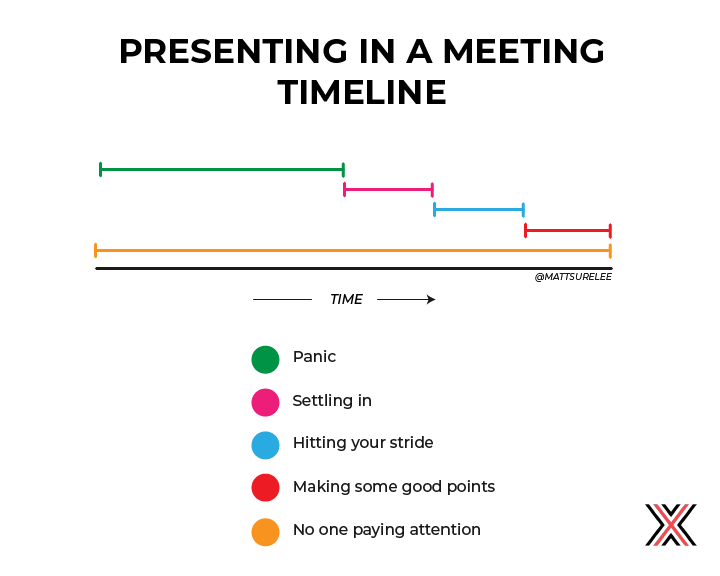 PRESENTING IN A MEETING
TIMELINE
@MATTSURELEE
TIME
Panic
Settling in
Hitting your stride
Making some good points
No one paying attention